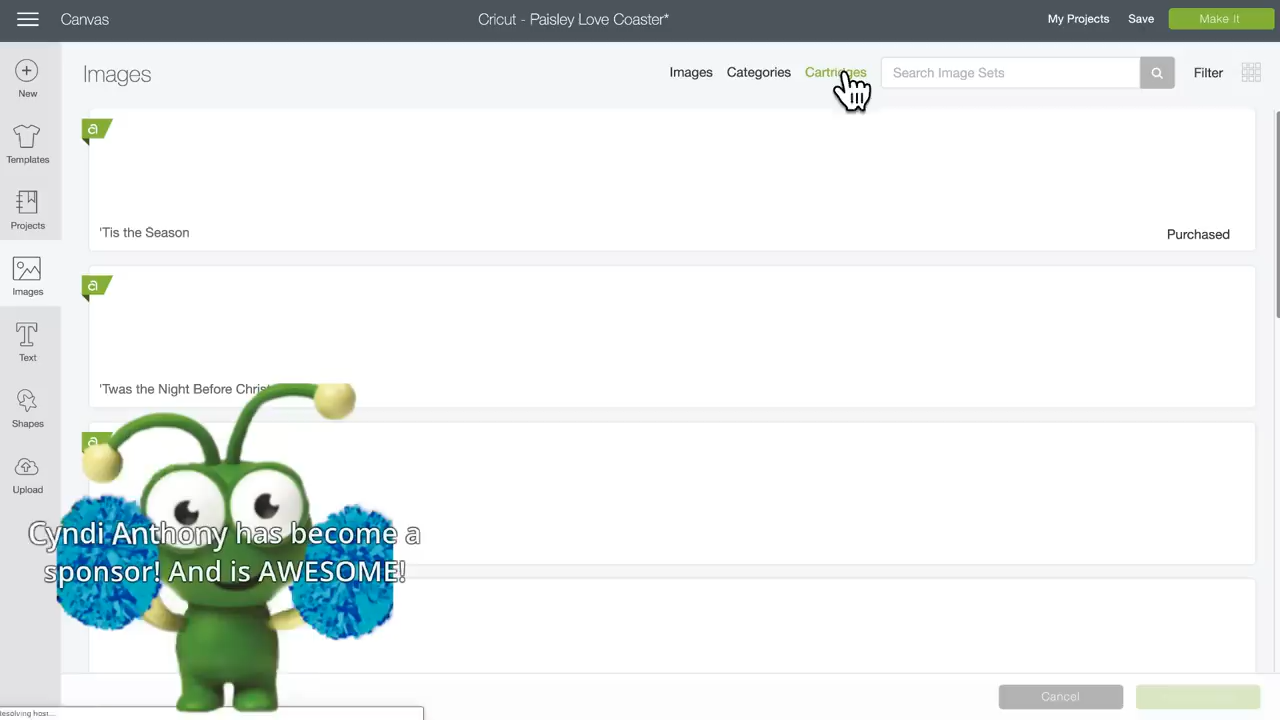 Canvas
Cricut - Paisley Love Coaster*
My Projects
Save
Make It
New
Templates
Projects
Images
Text
Shapes
Upload
Images
Images
Categories
Cartridges
Search Image Sets
Filter
a
'Tis the Season
Purchased
a
'Twas the Night Before Christ
a
Cyndi Anthony has become a
sponsor! And is AWESOME!
Cancel
esolving host...